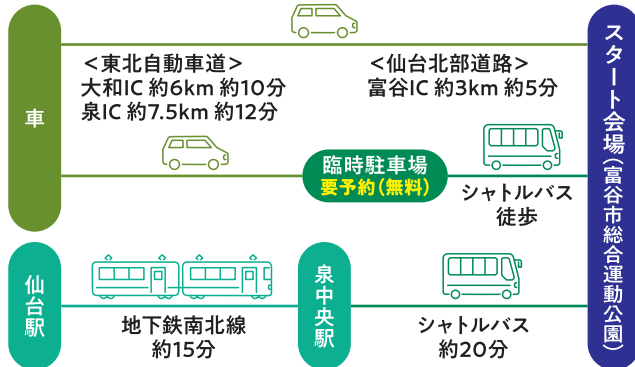 車
＜東北自動車道＞
大和IC 約6km 約10分
泉IC 約7.5km 約12分
＜仙台北部道路＞
富谷IC 約3km 約5分
臨時駐車場
要予約（無料）
シャトルバス
徒歩
仙台駅
地下鉄南北線
約15分
泉中央駅
シャトルバス
約20分
スタート会場（富谷市総合運動公園）